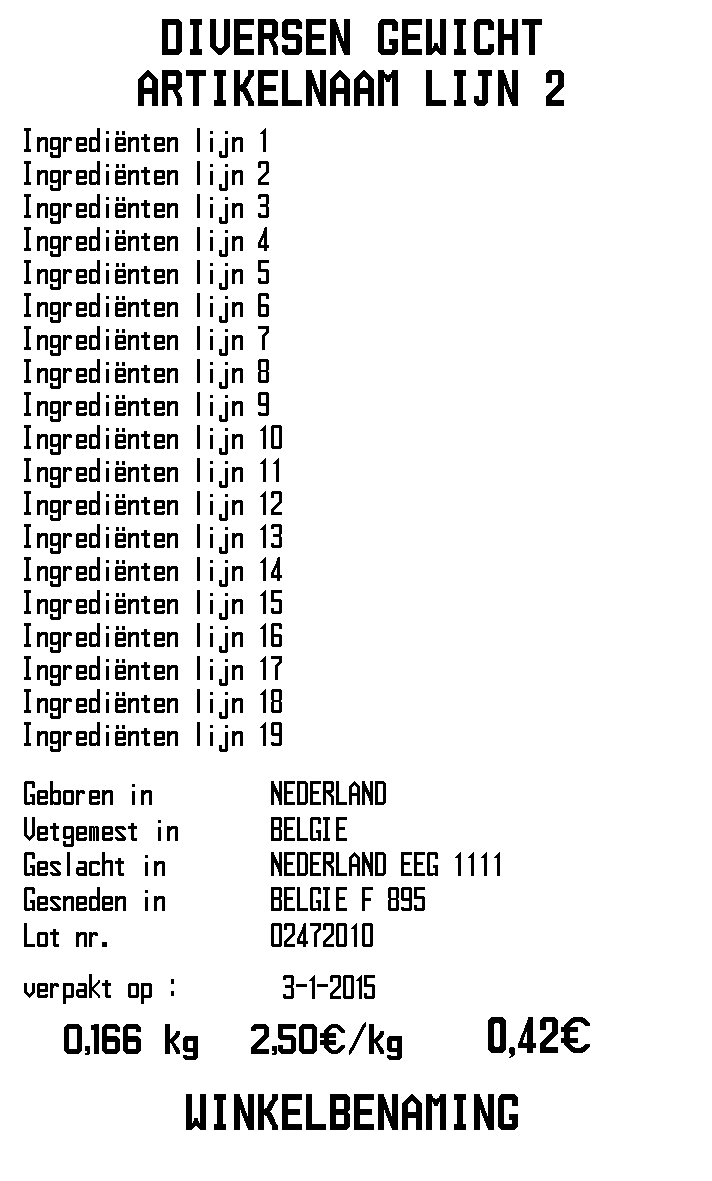 DIVERSEN GEWICHT
ARTIKELNAAM LIJN 2
Ingrediënten lijn 1
Ingrediënten lijn 2
Ingrediënten lijn 3
Ingrediënten lijn 4
Ingrediënten lijn 5
Ingrediënten lijn 6
Ingrediënten lijn 7
Ingrediënten lijn 8
Ingrediënten lijn 9
Ingrediënten lijn 10
Ingrediënten lijn 11
Ingrediënten lijn 12
Ingrediënten lijn 13
Ingrediënten lijn 14
Ingrediënten lijn 15
Ingrediënten lijn 16
Ingrediënten lijn 17
Ingrediënten lijn 18
Ingrediënten lijn 19
Geboren in NEDERLAND
Vetgemest in BELGIE
Geslacht in NEDERLAND EEG 1111
Gesneden in BELGIE F 895
Lot nr. 02472010
verpakt op : 3-1-2015
0,166 kg 2,50€/kg 0,42€
WINKELBENAMING